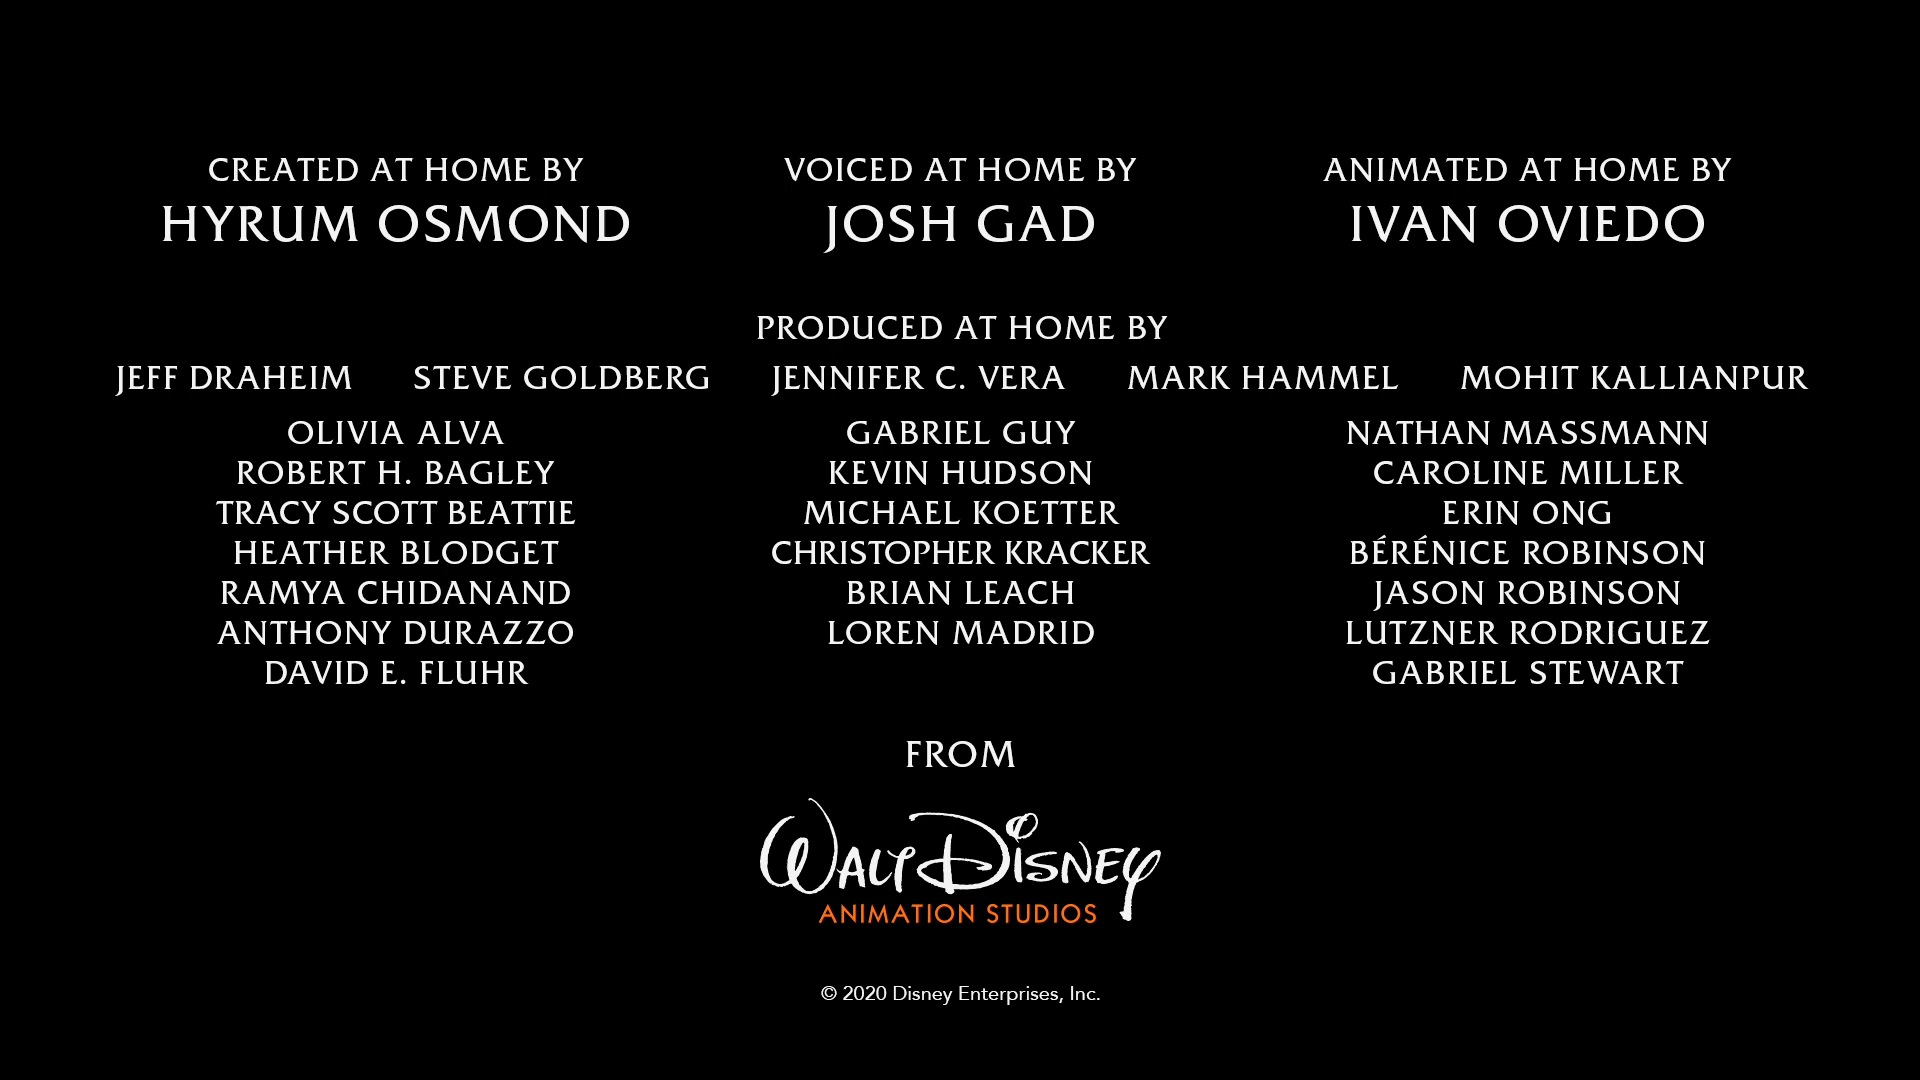 CREATED AT HOME BY
HYRUM OSMOND
VOICED AT HOME BY
JOSH GAD
ANIMATED AT HOME BY
IVAN OVIEDO
PRODUCED AT HOME BY
JEFF DRAHEIM STEVE GOLDBERG JENNIFER C. VERA MARK HAMMEL MOHIT KALLIANPUR
OLIVIA ALVA
ROBERT H. BAGLEY
TRACY SCOTT BEATTIE
HEATHER BLODGET
RAMYA CHIDANAND
ANTHONY DURAZZO
DAVID E. FLUHR
GABRIEL GUY
KEVIN HUDSON
MICHAEL KOETTER
CHRISTOPHER KRACKER
BRIAN LEACH
LOREN MADRID
NATHAN MASSMANN
CAROLINE MILLER
ERIN ONG
BÉRÉNICE ROBINSON
JASON ROBINSON
LUTZNER RODRIGUEZ
GABRIEL STEWART
FROM
WALT DISNEY
ANIMATION STUDIOS
© 2020 Disney Enterprises, Inc.